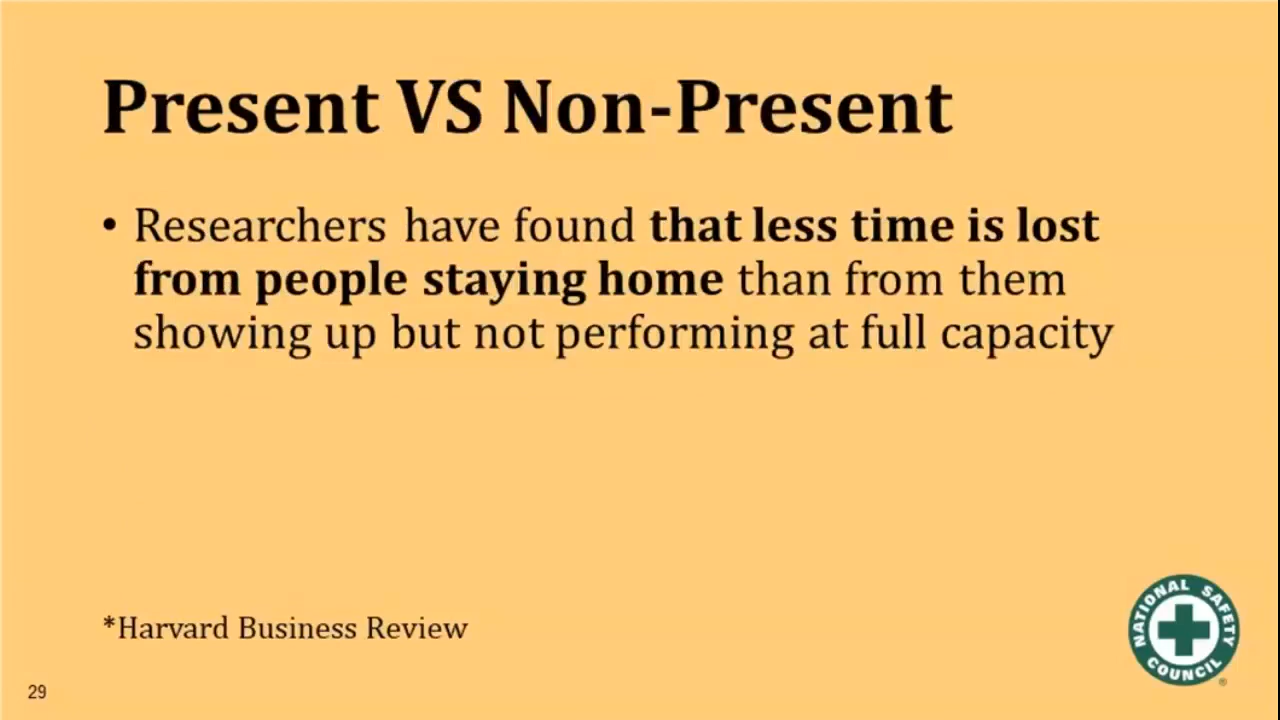 Present VS Non-Present
• Researchers have found that less time is lost
from people staying home than from them
showing up but not performing at full capacity
*Harvard Business Review
NATIONAL SAFETY
COUNCIL
®
29